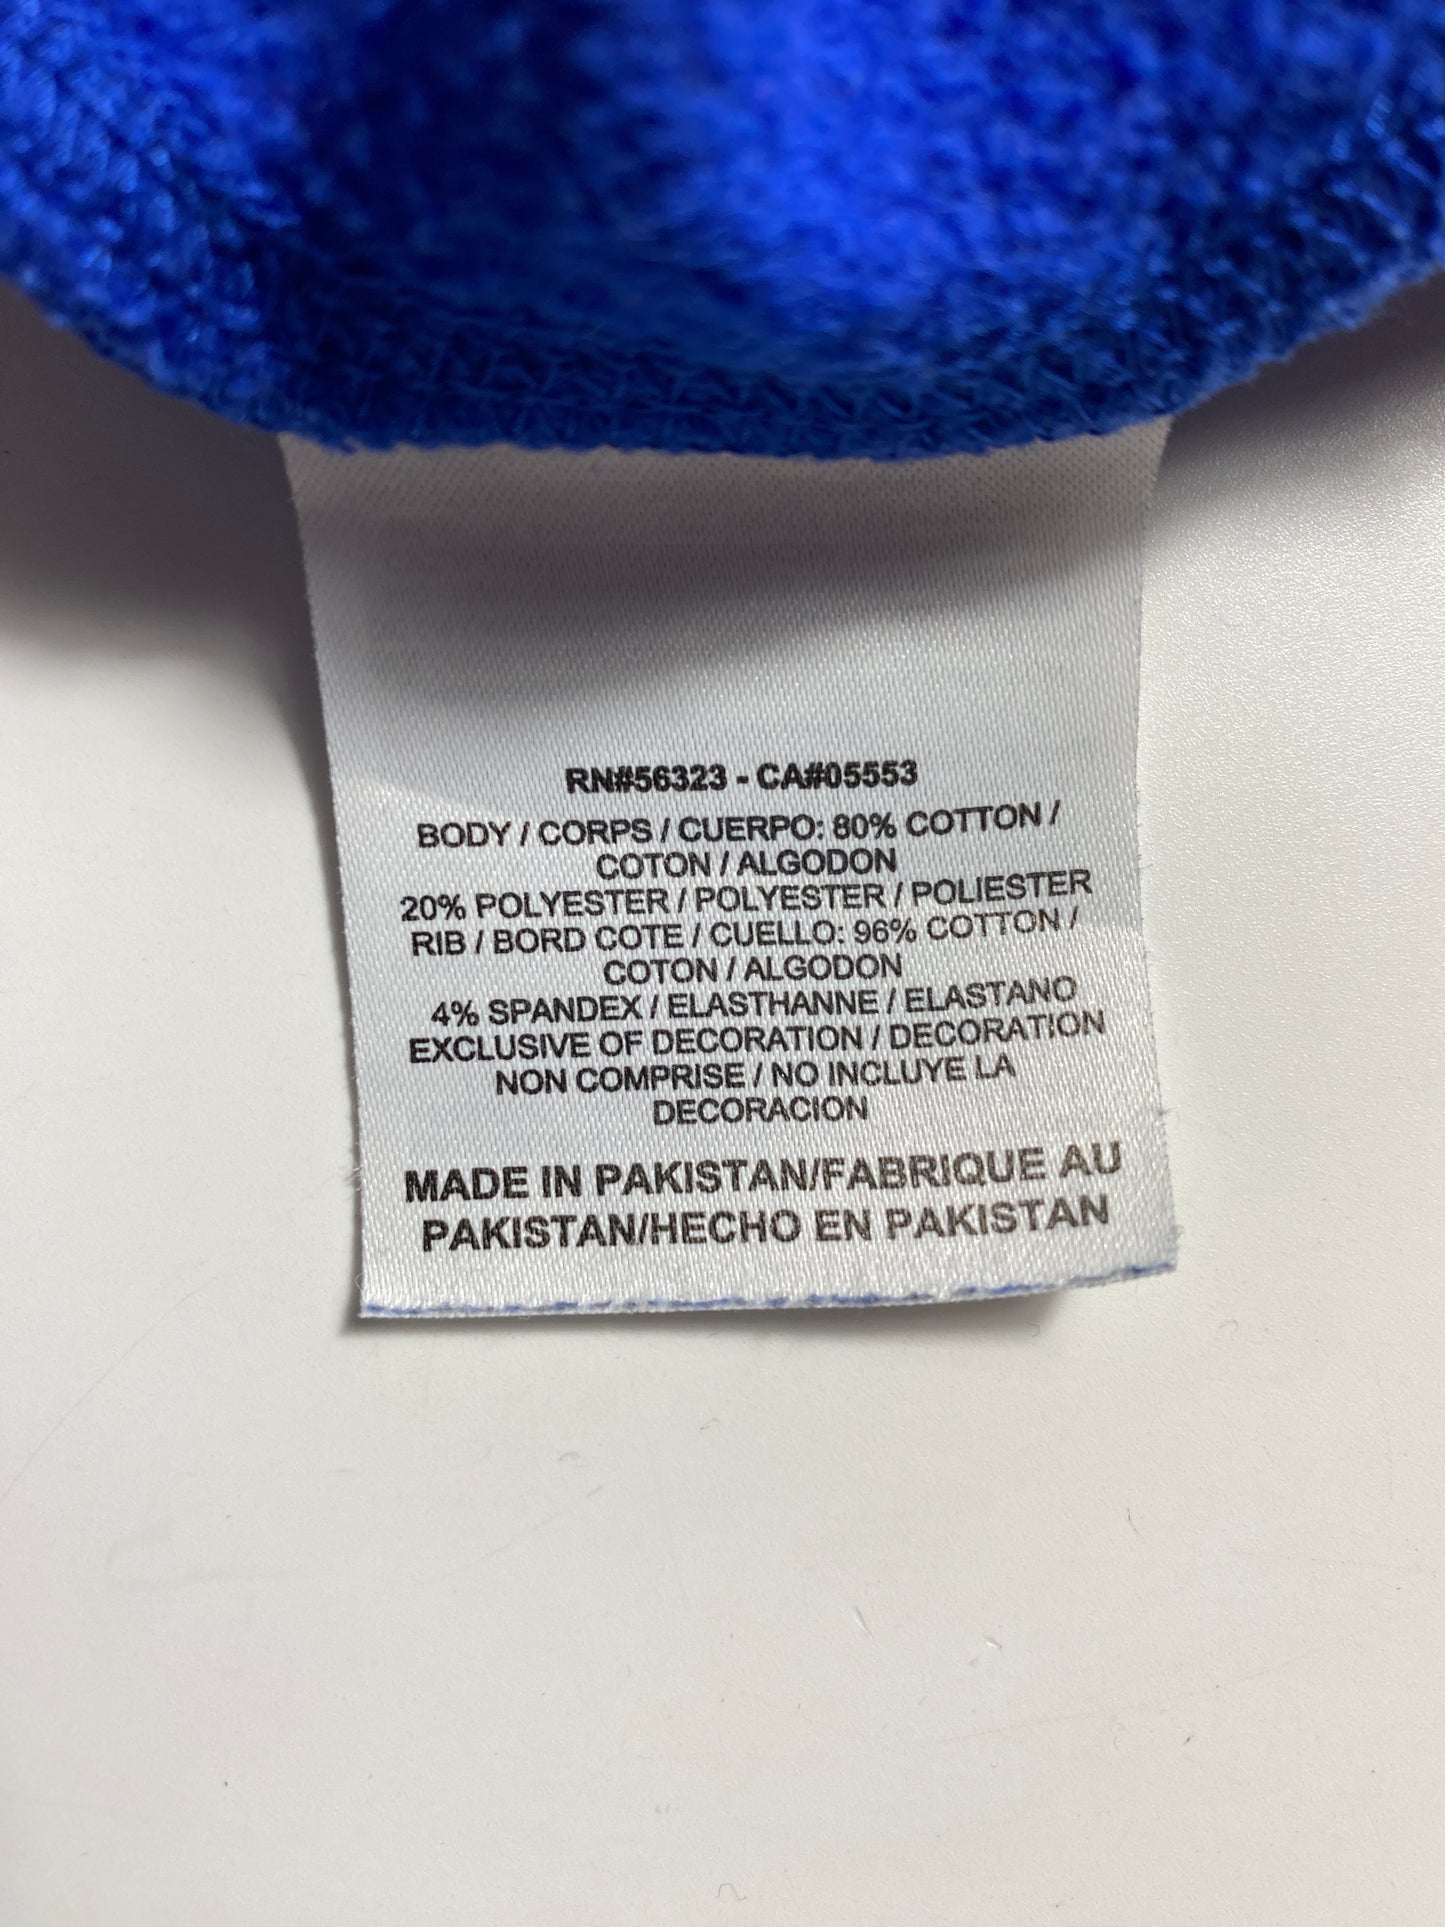 RN#56323 - CA#05553
BODY / CORPS / CUERPO: 80% COTTON /
COTON / ALGODON
20% POLYESTER / POLYESTER / POLIESTER
RIB / BORD COTE / CUELLO: 96% COTTON /
COTON / ALGODON
4% SPANDEX / ELASTHANNE / ELASTANO
EXCLUSIVE OF DECORATION / DECORATION
NON COMPRISE / NO INCLUYE LA
DECORACION
MADE IN PAKISTAN/FABRIQUE AU
PAKISTAN/HECHO EN PAKISTAN